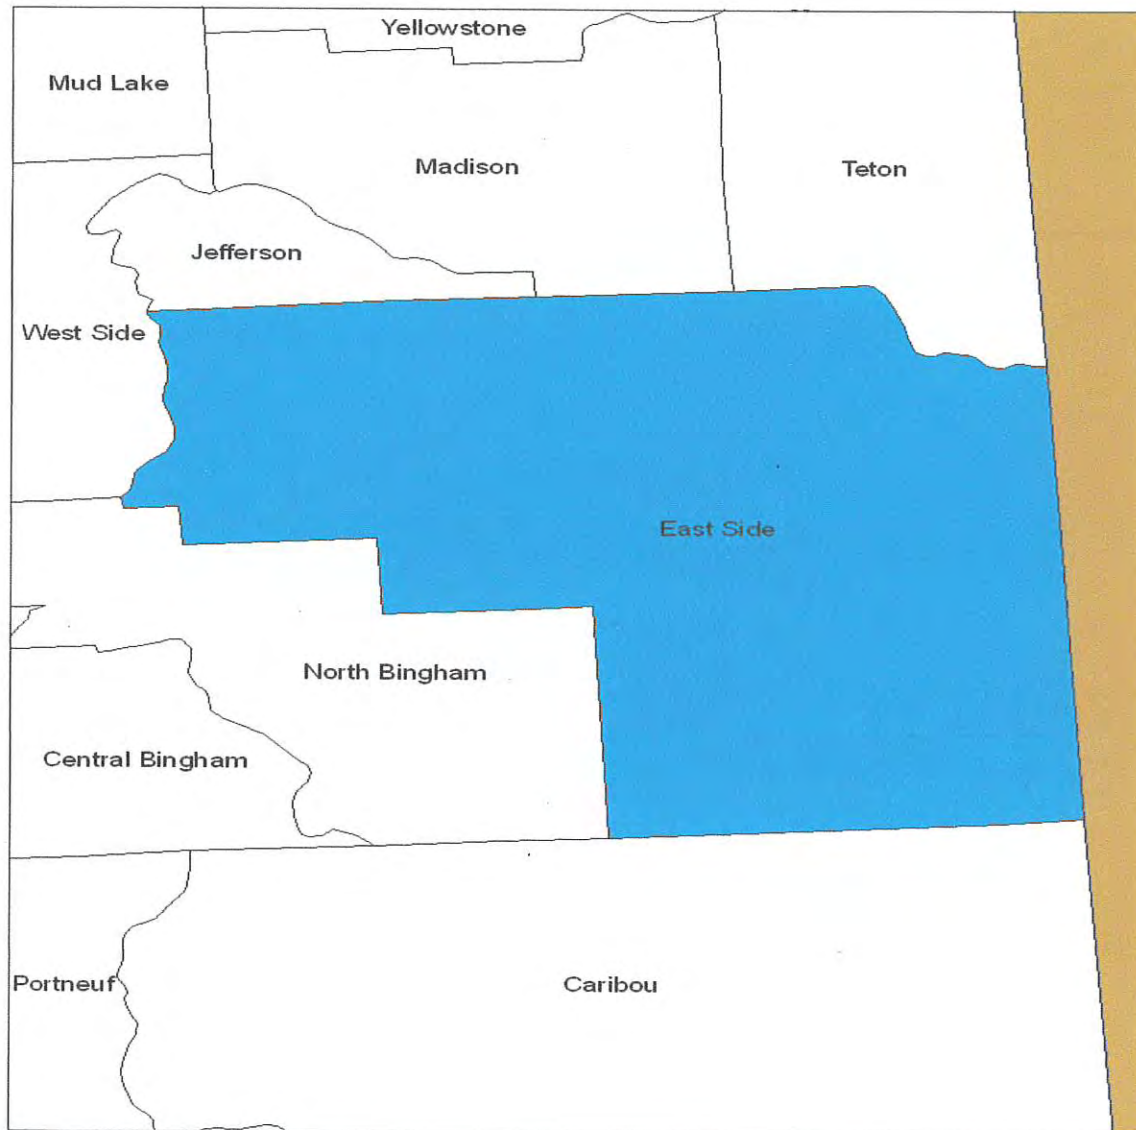 Yellowstone
Mud Lake
Madison
Teton
Jefferson
West Side
East Side
North Bingham
Central Bingham
Portneuf
Caribou